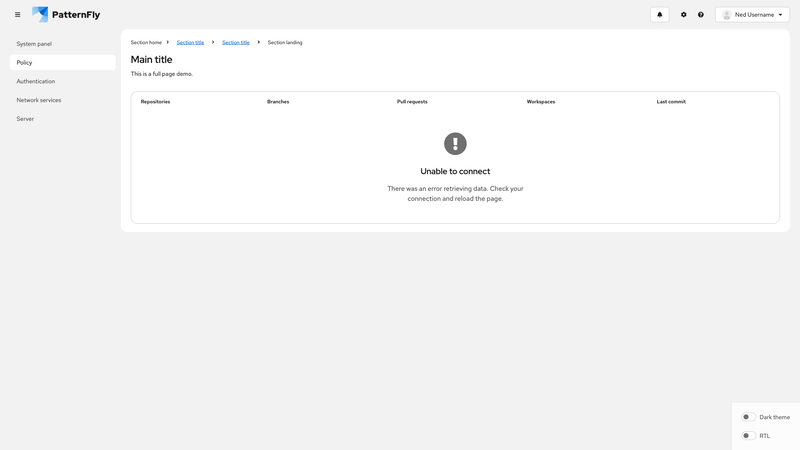 PatternFly
Ned Username
System panel
Policy
Authentication
Network services
Server
Section home
Section title
Section title
Section landing
Main title
This is a full page demo.
Repositories
Branches
Pull requests
Workspaces
Last commit
Unable to connect
There was an error retrieving data. Check your
connection and reload the page.
Dark theme
RTL